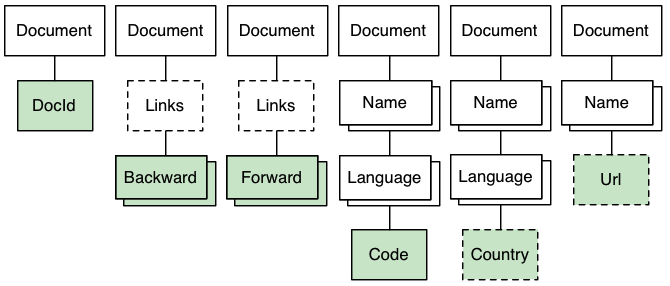 Document Document Document Document Document Document
DocId Links Links Name Name Name
Backward Forward Language Language Url
Code Country